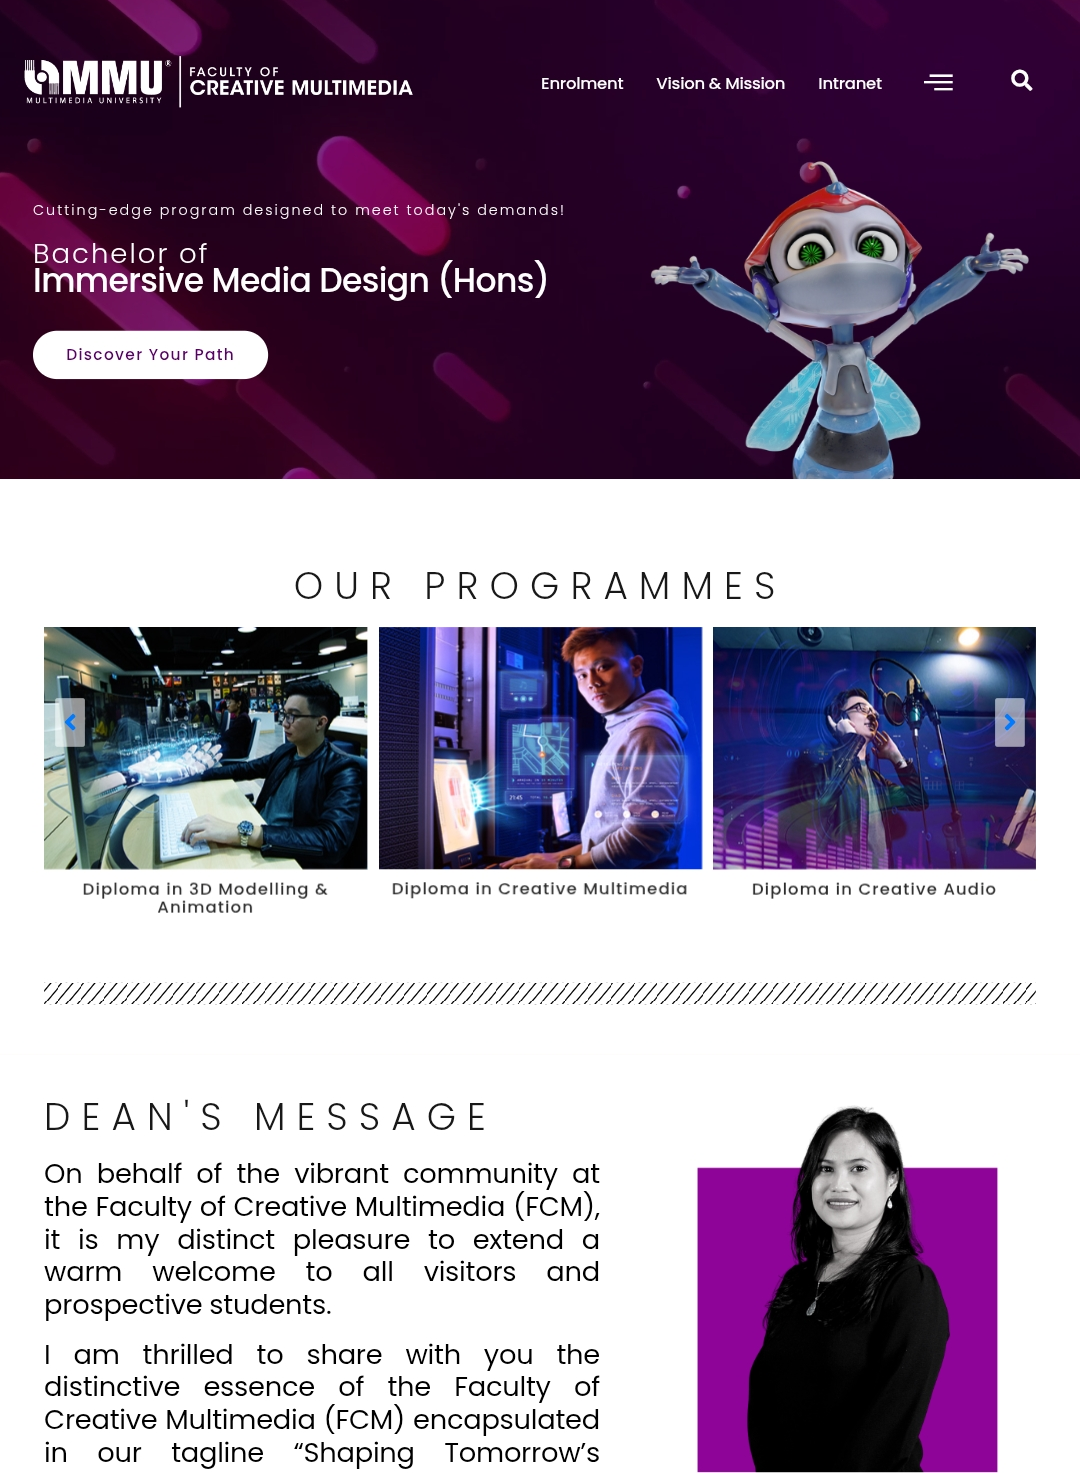 MMU®
MULTIMEDIA UNIVERSITY
FACULTY OF
CREATIVE MULTIMEDIA
Enrolment
Vision & Mission
Intranet
Cutting-edge program designed to meet today's demands!
Bachelor of
Immersive Media Design (Hons)
Discover Your Path
OUR PROGRAMMES
Diploma in 3D Modelling &
Animation
Diploma in Creative Multimedia
Diploma in Creative Audio
DEAN'S MESSAGE
On behalf of the vibrant community at
the Faculty of Creative Multimedia (FCM),
it is my distinct pleasure to extend a
warm welcome to all visitors and
prospective students.
I am thrilled to share with you the
distinctive essence of the Faculty of
Creative Multimedia (FCM) encapsulated
in our tagline “Shaping Tomorrow’s